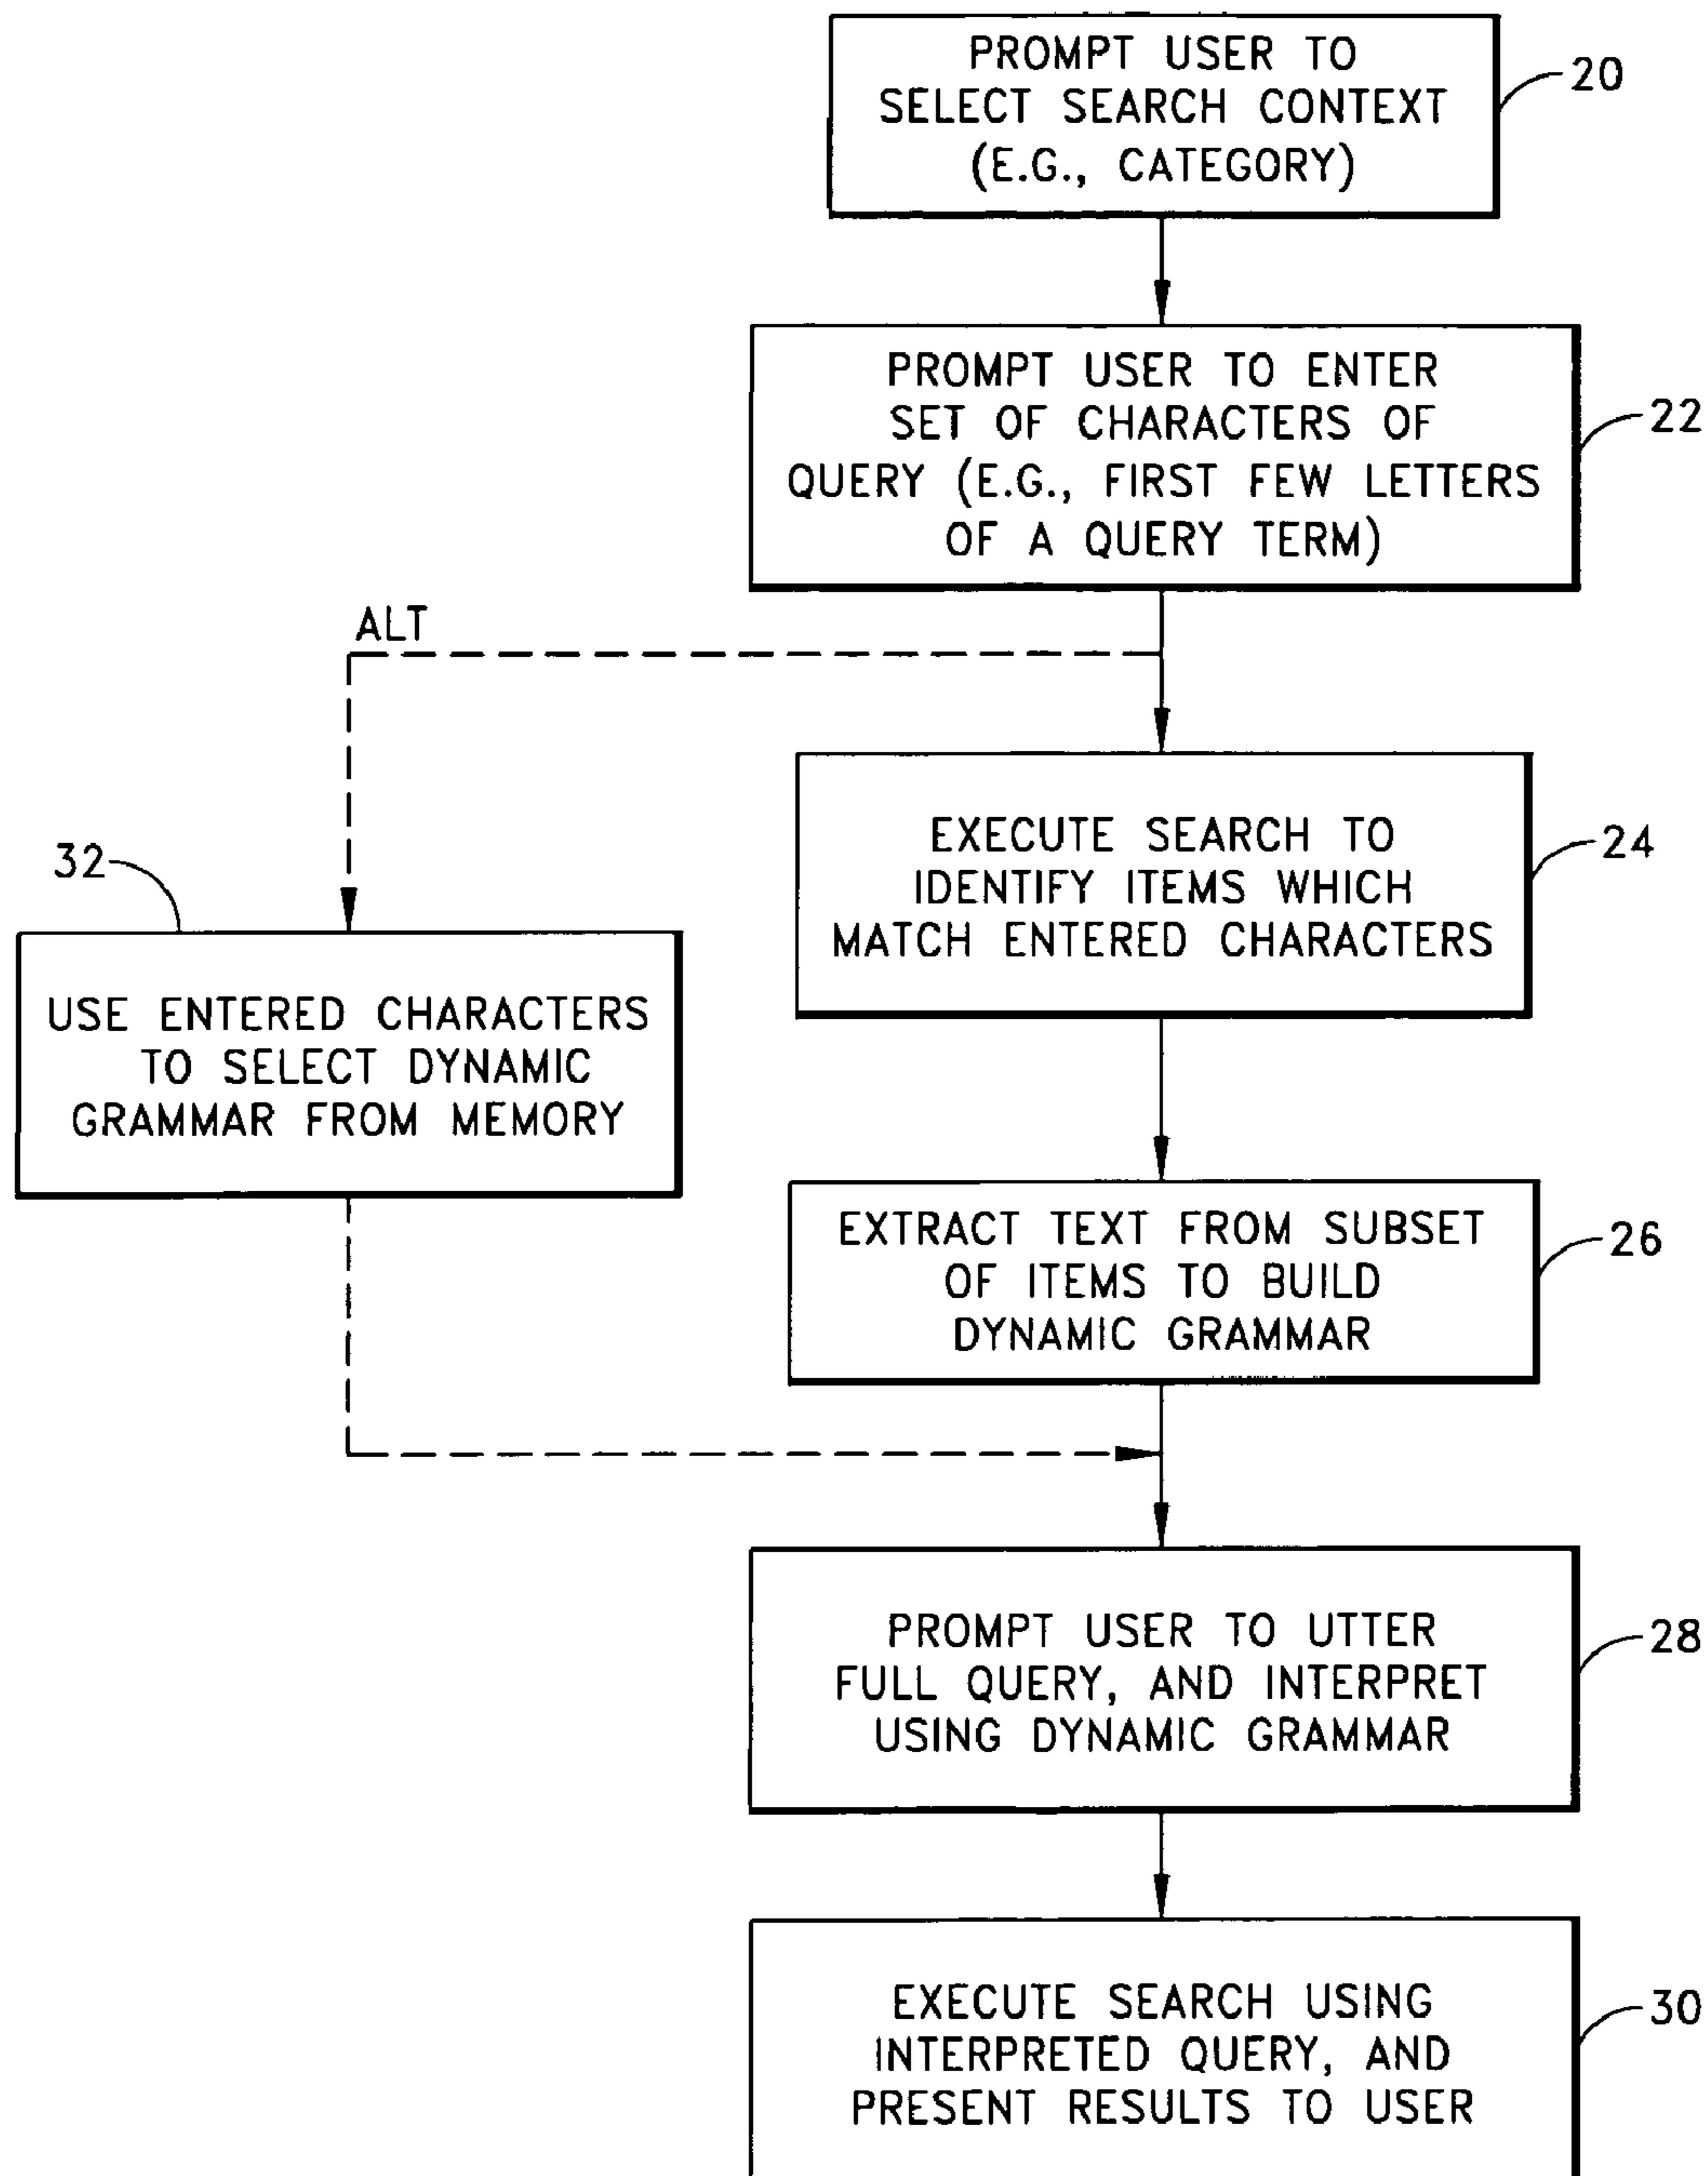 PROMPT USER TO
SELECT SEARCH CONTEXT
(E.G., CATEGORY)
20
PROMPT USER TO ENTER
SET OF CHARACTERS OF
QUERY (E.G., FIRST FEW LETTERS
OF A QUERY TERM)
22
ALT
EXECUTE SEARCH TO
IDENTIFY ITEMS WHICH
MATCH ENTERED CHARACTERS
24
32
USE ENTERED CHARACTERS
TO SELECT DYNAMIC
GRAMMAR FROM MEMORY
EXTRACT TEXT FROM SUBSET
OF ITEMS TO BUILD
DYNAMIC GRAMMAR
26
PROMPT USER TO UTTER
FULL QUERY, AND INTERPRET
USING DYNAMIC GRAMMAR
28
EXECUTE SEARCH USING
INTERPRETED QUERY, AND
PRESENT RESULTS TO USER
30